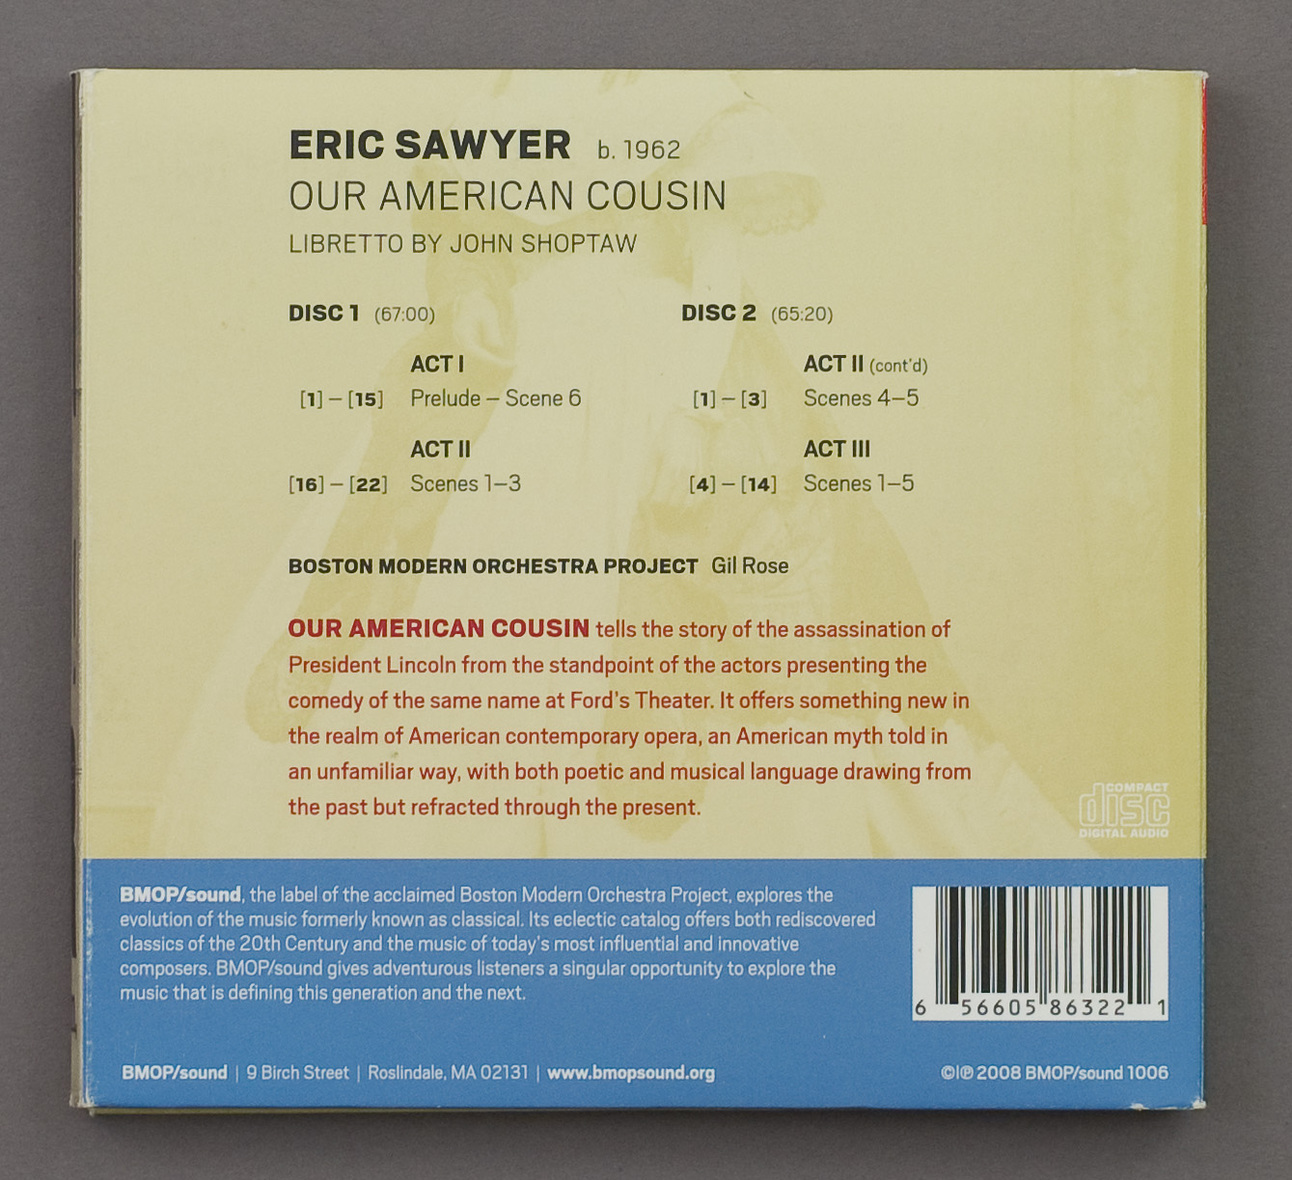 ERIC SAWYER b. 1962
OUR AMERICAN COUSIN
LIBRETTO BY JOHN SHOPTAW
DISC 1 (67:00)
ACT I
[1] – [15] Prelude – Scene 6
ACT II
[16] – [22] Scenes 1–3
DISC 2 (65:20)
ACT II (cont'd)
[1] – [3] Scenes 4–5
ACT III
[4] – [14] Scenes 1–5
BOSTON MODERN ORCHESTRA PROJECT Gil Rose
OUR AMERICAN COUSIN tells the story of the assassination of
President Lincoln from the standpoint of the actors presenting the
comedy of the same name at Ford's Theater. It offers something new in
the realm of American contemporary opera, an American myth told in
an unfamiliar way, with both poetic and musical language drawing from
the past but refracted through the present.
COMPACT
disc
DIGITAL AUDIO
BMOP/sound, the label of the acclaimed Boston Modern Orchestra Project, explores the
evolution of the music formerly known as classical. Its eclectic catalog offers both rediscovered
classics of the 20th Century and the music of today's most influential and innovative
composers. BMOP/sound gives adventurous listeners a singular opportunity to explore the
music that is defining this generation and the next.
6 56605 86322 1
BMOP/sound | 9 Birch Street | Roslindale, MA 02131 | www.bmopsound.org
©|℗ 2008 BMOP/sound 1006